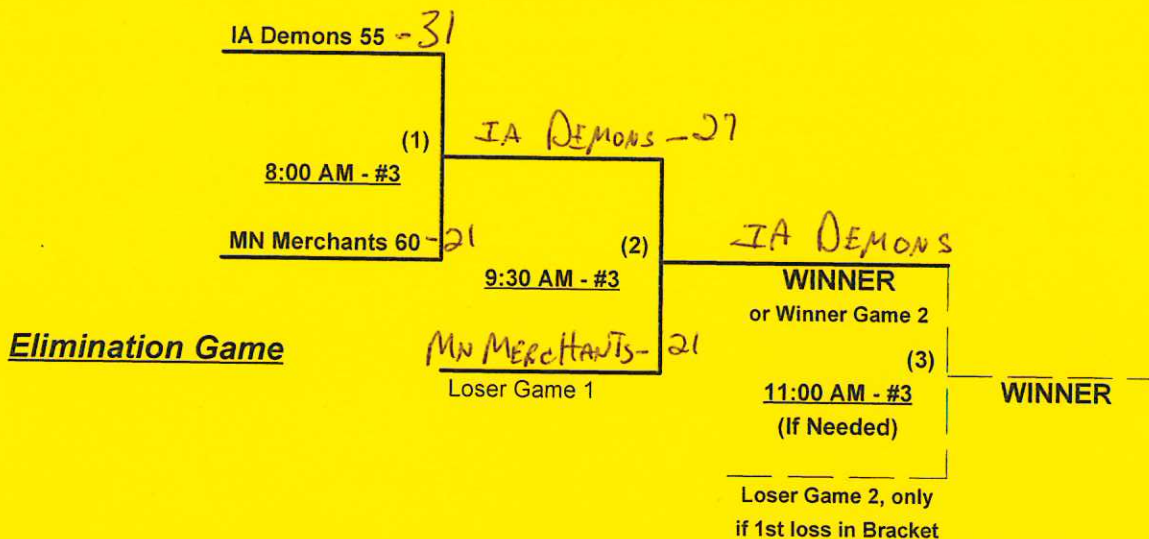 IA Demons 55 - 31
(1)
IA DEMONS - 27
8:00 AM - #3
MN Merchants 60 - 21
(2)
IA DEMONS
9:30 AM - #3
WINNER
or Winner Game 2
Elimination Game
MN MERCHANTS - 21
Loser Game 1
(3)
11:00 AM - #3
WINNER
(If Needed)
Loser Game 2, only
if 1st loss in Bracket